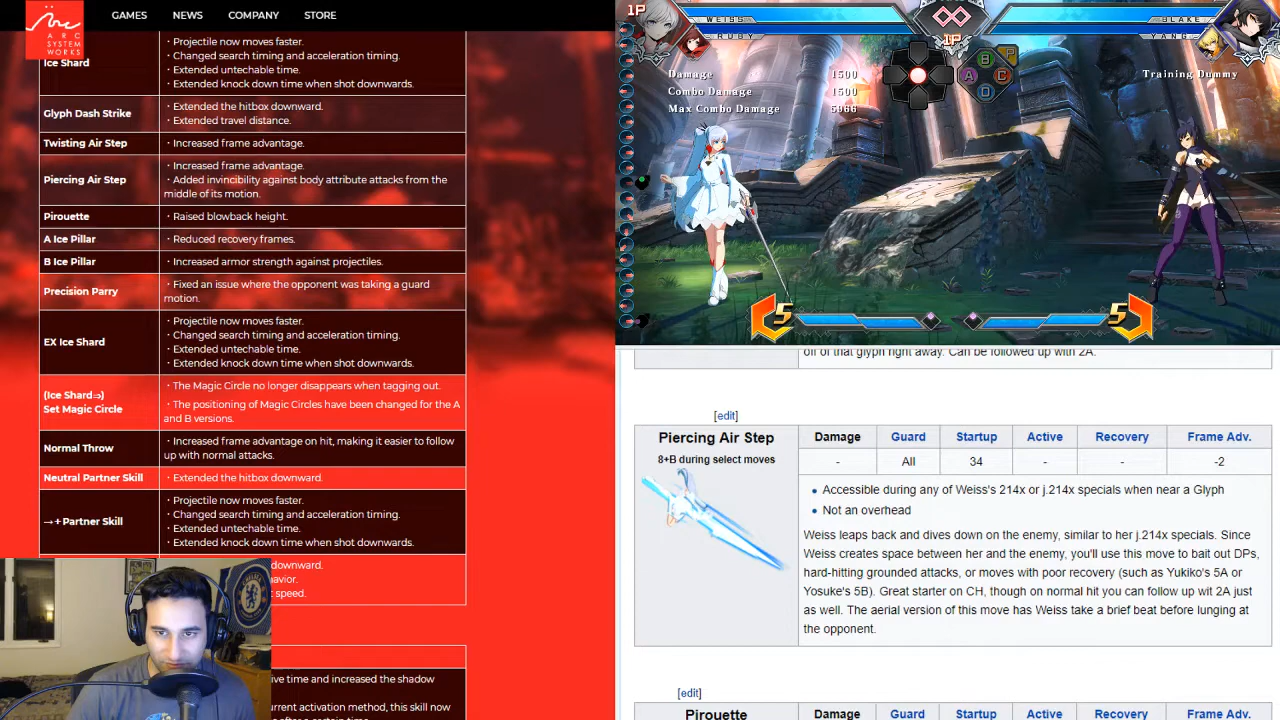 ARC
SYSTEM
WORKS
GAMES NEWS COMPANY STORE
Ice Shard
・Projectile now moves faster.
・Changed search timing and acceleration timing.
・Extended untechable time.
・Extended knock down time when shot downwards.
Glyph Dash Strike
・Extended the hitbox downward.
・Extended travel distance.
Twisting Air Step
・Increased frame advantage.
Piercing Air Step
・Increased frame advantage.
・Added invincibility against body attribute attacks from the
middle of its motion.
Pirouette
・Raised blowback height.
A Ice Pillar
・Reduced recovery frames.
B Ice Pillar
・Increased armor strength against projectiles.
Precision Parry
・Fixed an issue where the opponent was taking a guard
motion.
EX Ice Shard
・Projectile now moves faster.
・Changed search timing and acceleration timing.
・Extended untechable time.
・Extended knock down time when shot downwards.
(Ice Shard⇒)
Set Magic Circle
・The Magic Circle no longer disappears when tagging out.
・The positioning of Magic Circles have been changed for the A
and B versions.
Normal Throw
・Increased frame advantage on hit, making it easier to follow
up with normal attacks.
Neutral Partner Skill
・Extended the hitbox downward.
→+Partner Skill
・Projectile now moves faster.
・Changed search timing and acceleration timing.
・Extended untechable time.
・Extended knock down time when shot downwards.
downward.
speed.
time and increased the shadow
activation method, this skill now
1P
WEISS
RUBY
1P
BLAKE
YANG
Damage 1500
Combo Damage 1500
Max Combo Damage 5966
A B C D P
Training Dummy
5 5
off of that glyph right away. Can be followed up with 2A.
[edit]
Piercing Air Step
8+B during select moves
Damage Guard Startup Active Recovery Frame Adv.
- All 34 - - -2
• Accessible during any of Weiss's 214x or j.214x specials when near a Glyph
• Not an overhead
Weiss leaps back and dives down on the enemy, similar to her j.214x specials. Since
Weiss creates space between her and the enemy, you'll use this move to bait out DPs,
hard-hitting grounded attacks, or moves with poor recovery (such as Yukiko's 5A or
Yosuke's 5B). Great starter on CH, though on normal hit you can follow up wit 2A just
as well. The aerial version of this move has Weiss take a brief beat before lunging at
the opponent.
[edit]
Pirouette
Damage Guard Startup Active Recovery Frame Adv.